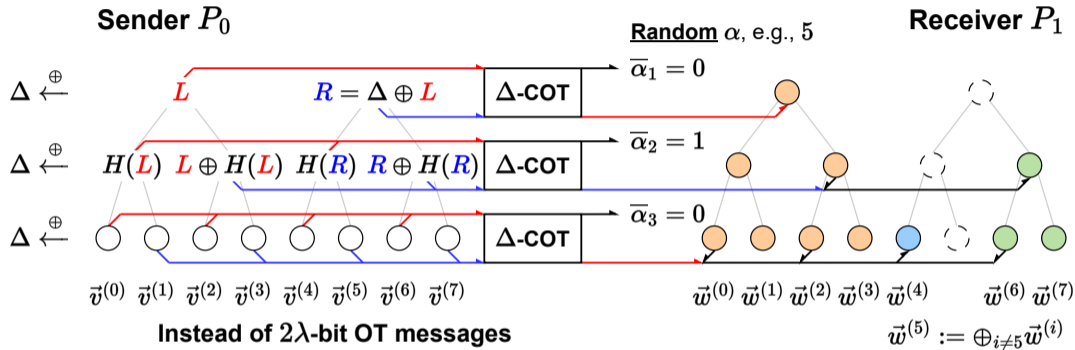 Sender P₀ Receiver P₁
Random α, e.g., 5
Δ ←⊕ L R = Δ ⊕ L Δ-COT ᾱ₁ = 0
Δ ←⊕ H(L) L ⊕ H(L) H(R) R ⊕ H(R) Δ-COT ᾱ₂ = 1
Δ ←⊕ Δ-COT ᾱ₃ = 0
v⃗⁽⁰⁾ v⃗⁽¹⁾ v⃗⁽²⁾ v⃗⁽³⁾ v⃗⁽⁴⁾ v⃗⁽⁵⁾ v⃗⁽⁶⁾ v⃗⁽⁷⁾ w⃗⁽⁰⁾ w⃗⁽¹⁾ w⃗⁽²⁾ w⃗⁽³⁾ w⃗⁽⁴⁾ w⃗⁽⁶⁾ w⃗⁽⁷⁾
Instead of 2λ-bit OT messages w⃗⁽⁵⁾ := ⊕ᵢ≠₅w⃗⁽ⁱ⁾